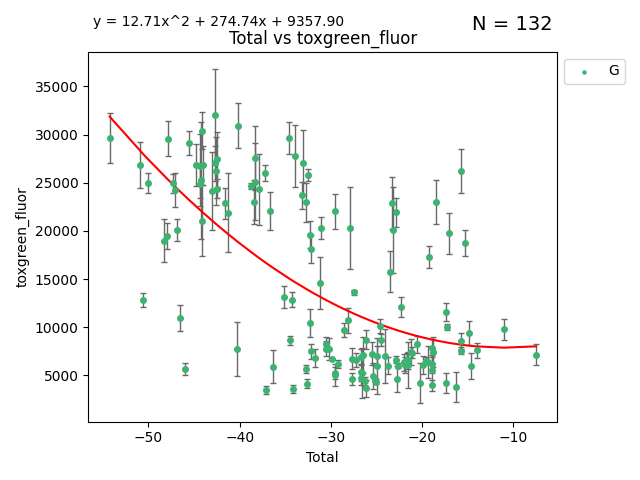 y = 12.71x^2 + 274.74x + 9357.90
N = 132
Total vs toxgreen_fluor
G
35000
30000
25000
20000
15000
10000
5000
toxgreen_fluor
−50
−40
−30
−20
−10
Total